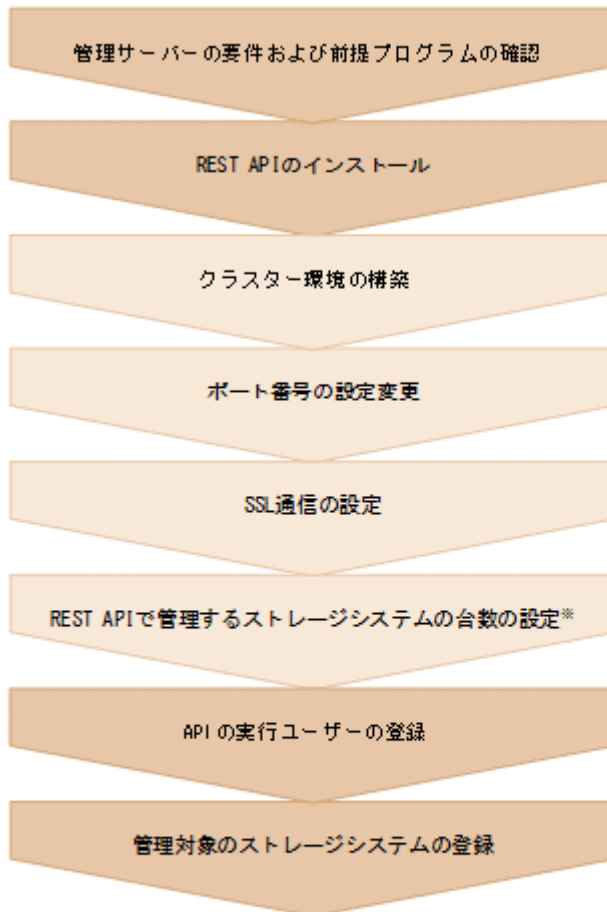 管理サーバーの要件および前提プログラムの確認
REST APIのインストール
クラスター環境の構築
ポート番号の設定変更
SSL通信の設定
REST APIで管理するストレージシステムの台数の設定※
APIの実行ユーザーの登録
管理対象のストレージシステムの登録